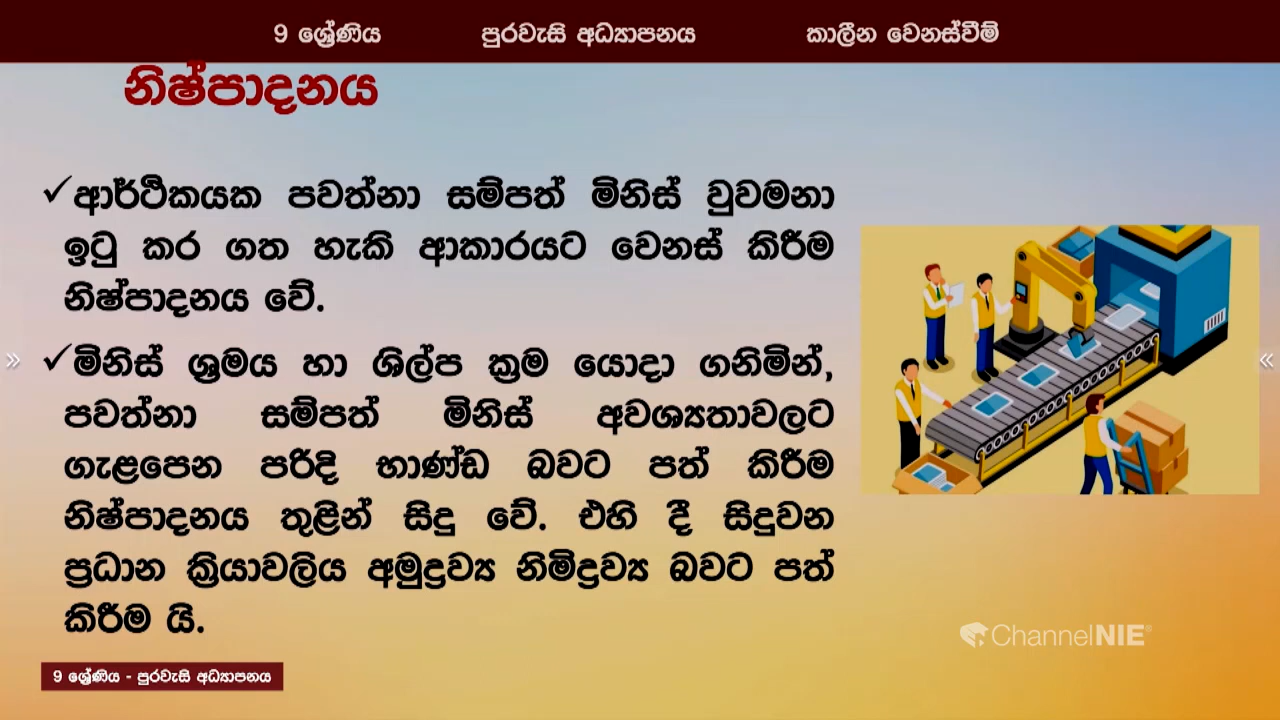 9 ශ්‍රේණිය පුරවැසි අධ්‍යාපනය කාලීන වෙනස්වීම්
නිෂ්පාදනය
✓ආර්ථිකයක පවත්නා සම්පත් මිනිස් වුවමනා
ඉටු කර ගත හැකි ආකාරයට වෙනස් කිරීම
නිෂ්පාදනය වේ.
✓මිනිස් ශ්‍රමය හා ශිල්ප ක්‍රම යොදා ගනිමින්,
පවත්නා සම්පත් මිනිස් අවශ්‍යතාවලට
ගැළපෙන පරිදි භාණ්ඩ බවට පත් කිරීම
නිෂ්පාදනය තුළින් සිදු වේ. එහි දී සිදුවන
ප්‍රධාන ක්‍රියාවලිය අමුද්‍රව්‍ය නිමිද්‍රව්‍ය බවට පත්
කිරීම යි.
ChannelNIE
9 ශ්‍රේණිය - පුරවැසි අධ්‍යාපනය